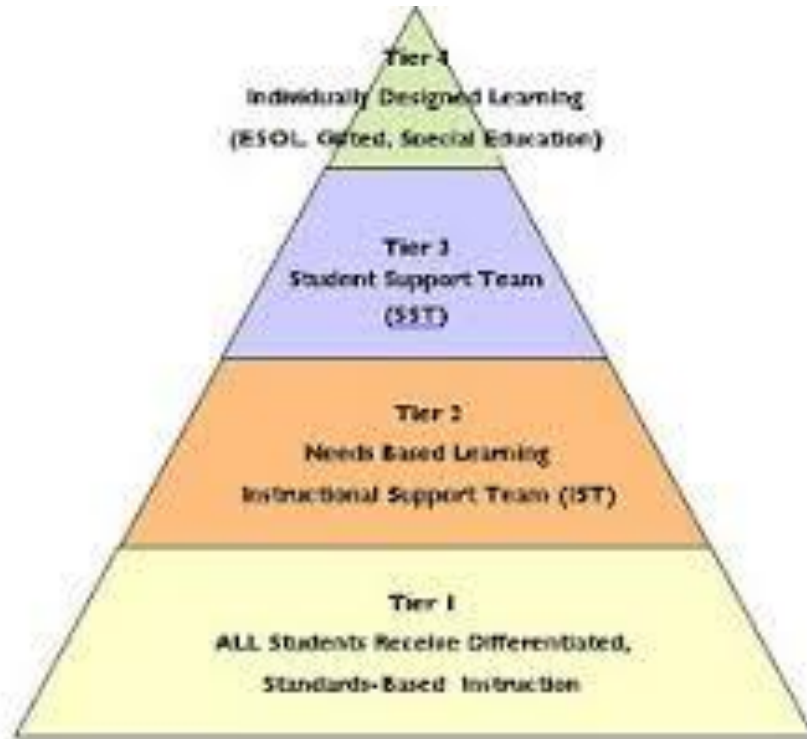 Tier 4
Individually Designed Learning
(ESOL, Gifted, Special Education)
Tier 3
Student Support Team
(SST)
Tier 2
Needs Based Learning
Instructional Support Team (IST)
Tier 1
ALL Students Receive Differentiated,
Standards-Based Instruction